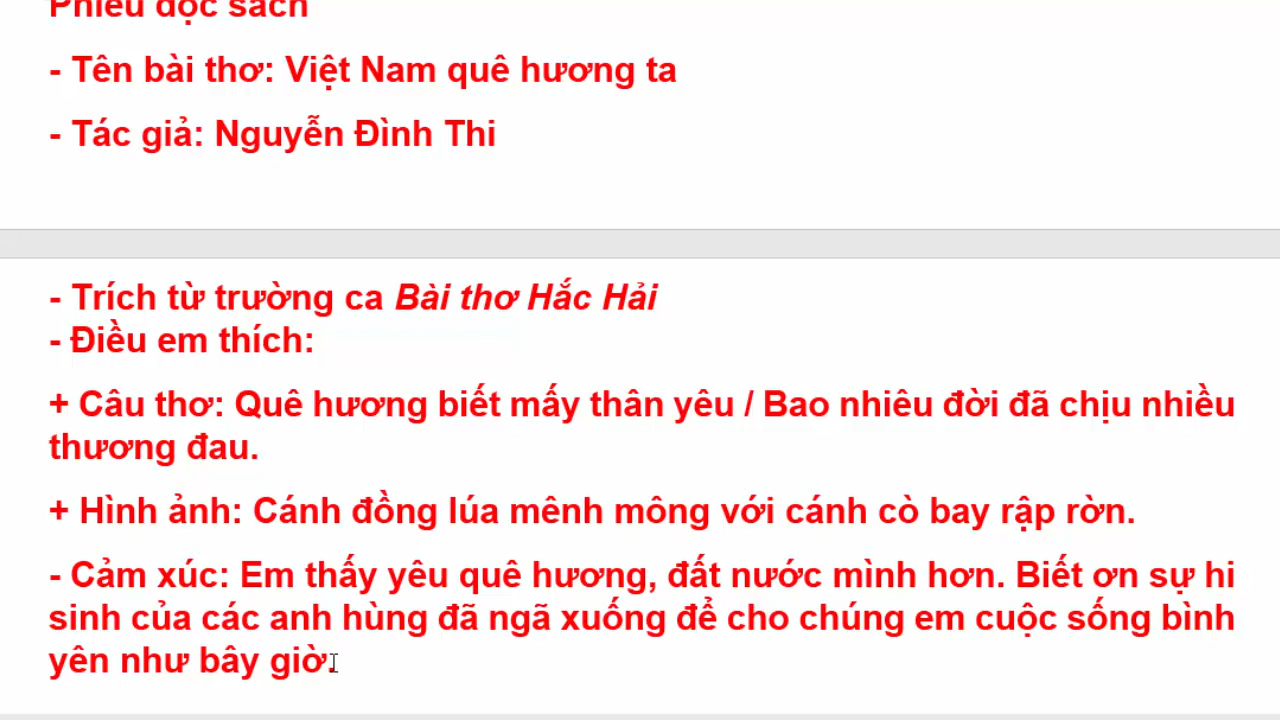 Phiếu đọc sách
- Tên bài thơ: Việt Nam quê hương ta
- Tác giả: Nguyễn Đình Thi
- Trích từ trường ca Bài thơ Hắc Hải
- Điều em thích:
+ Câu thơ: Quê hương biết mấy thân yêu / Bao nhiêu đời đã chịu nhiều
thương đau.
+ Hình ảnh: Cánh đồng lúa mênh mông với cánh cò bay rập rờn.
- Cảm xúc: Em thấy yêu quê hương, đất nước mình hơn. Biết ơn sự hi
sinh của các anh hùng đã ngã xuống để cho chúng em cuộc sống bình
yên như bây giờ.